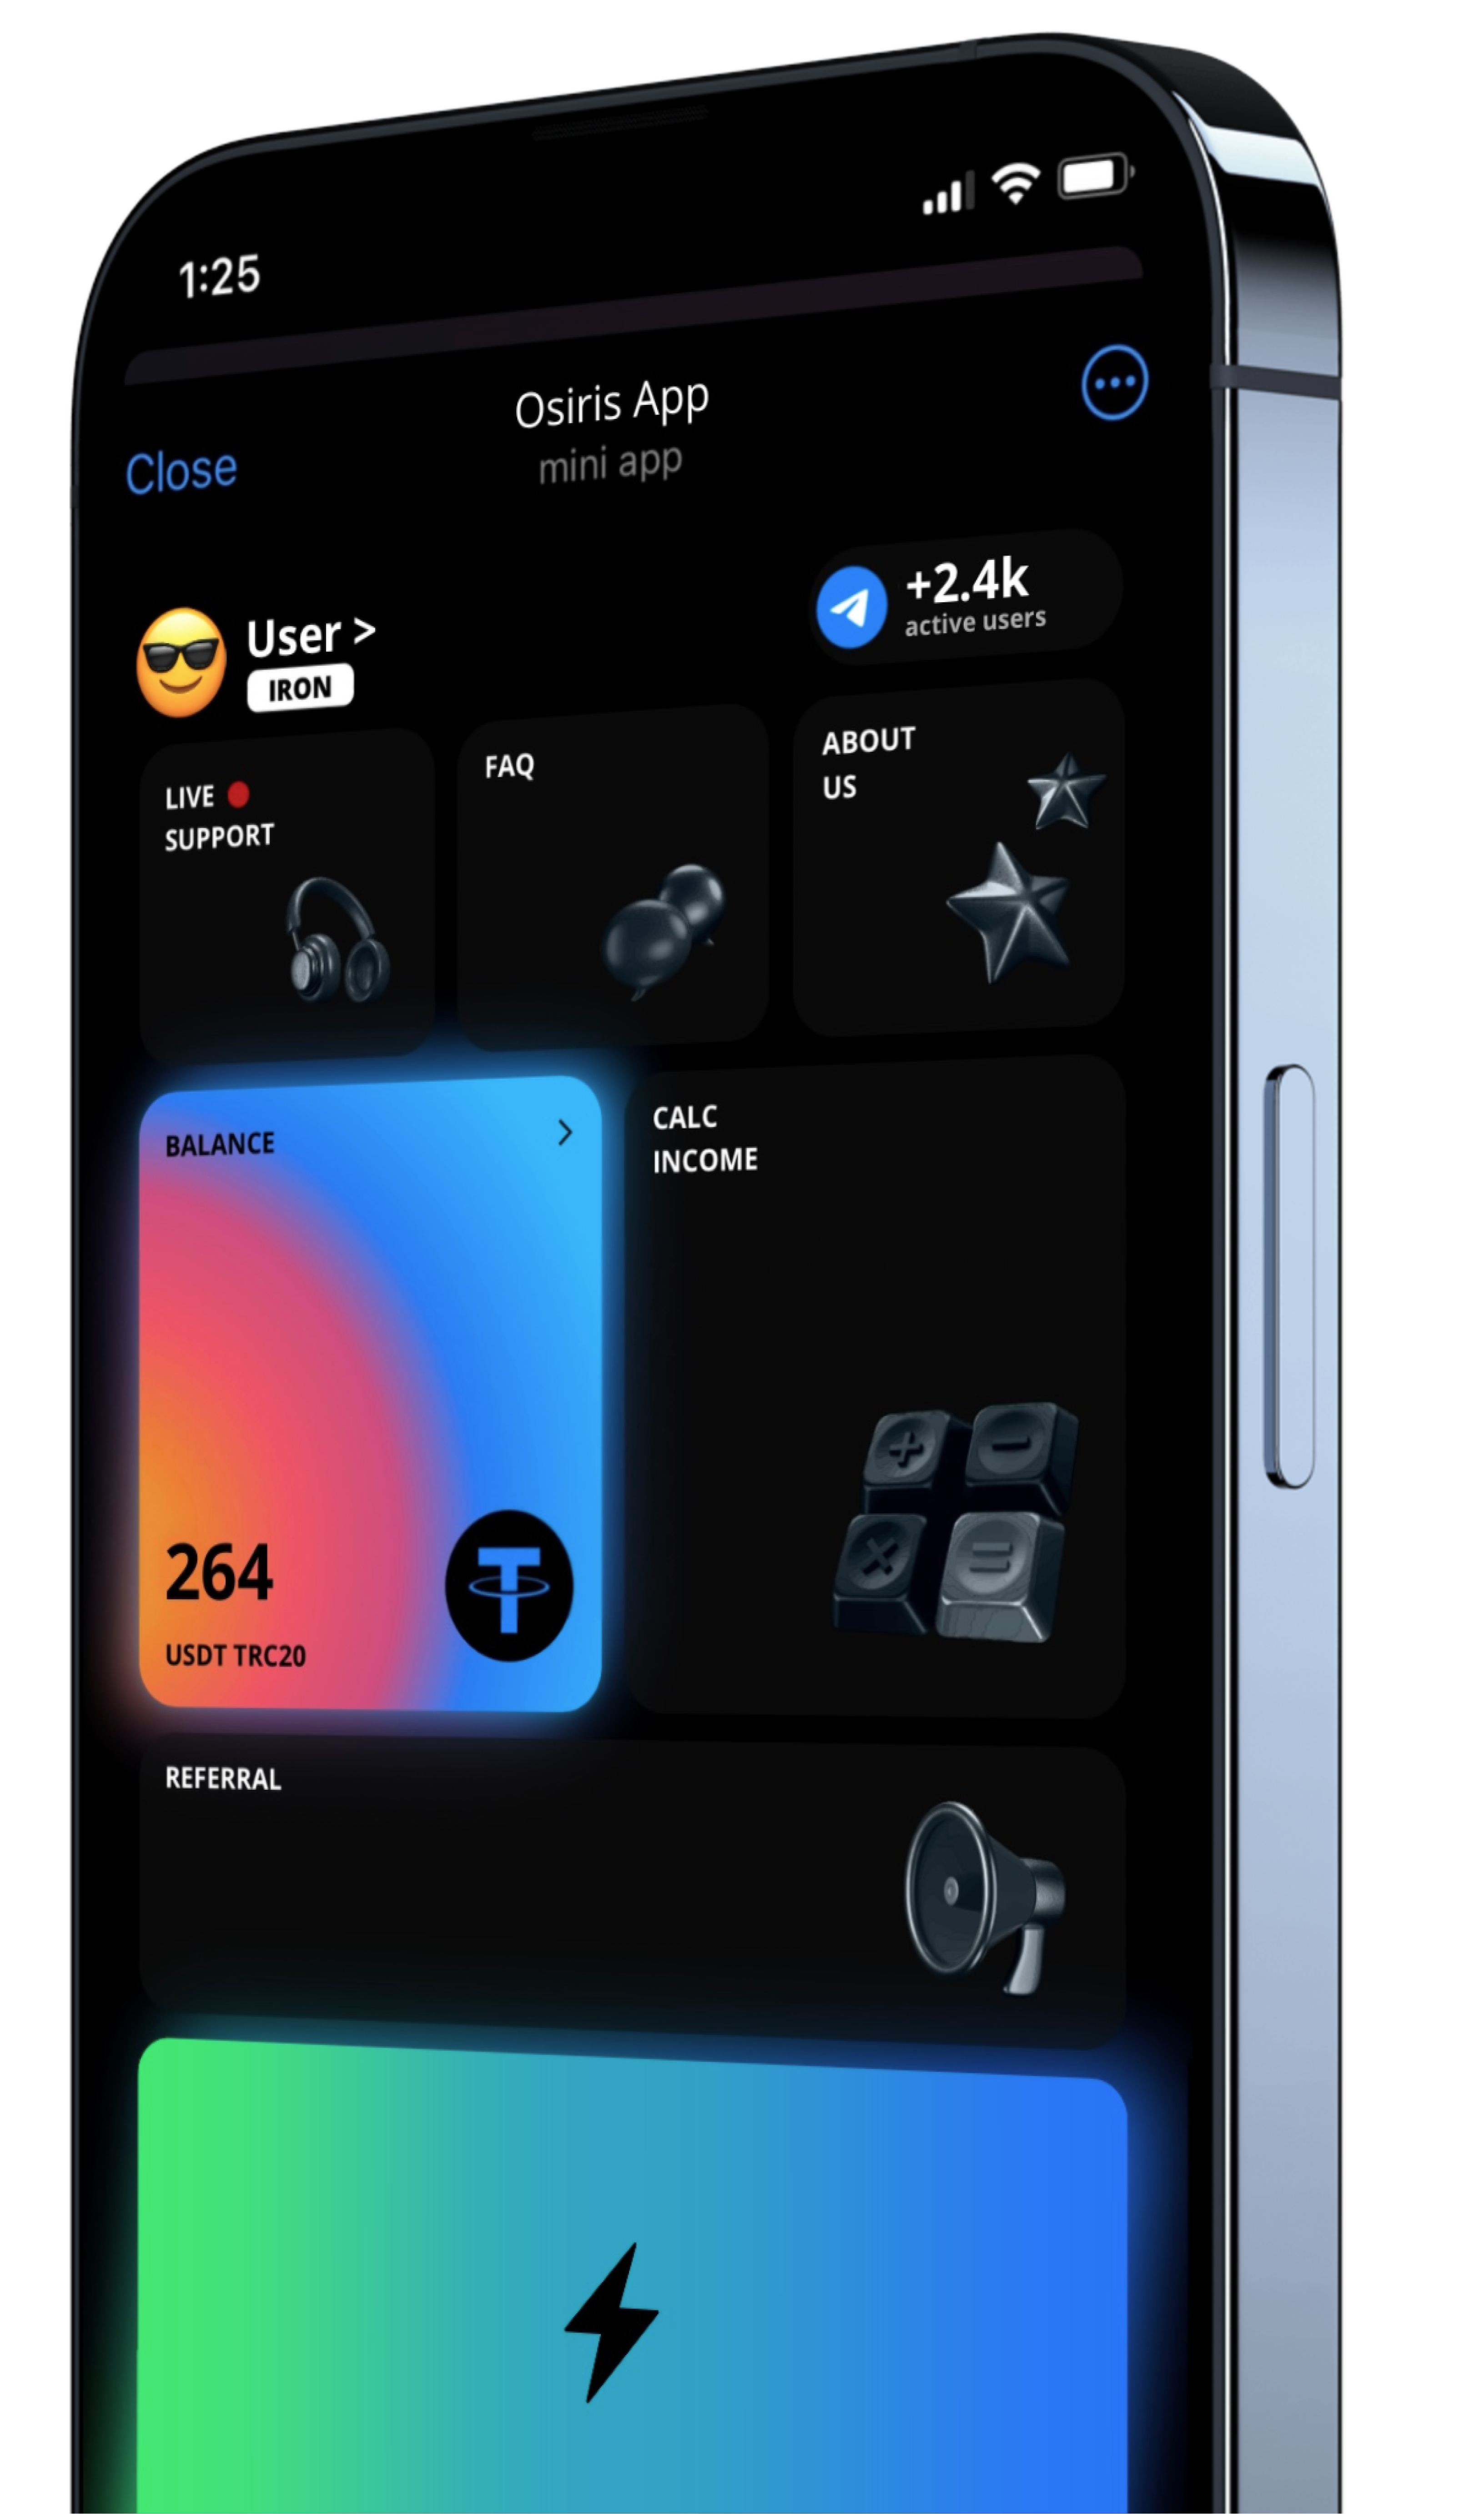 1:25
Close
Osiris App
mini app
User >
IRON
+2.4k
active users
LIVE
SUPPORT
FAQ
ABOUT
US
BALANCE
264
USDT TRC20
CALC
INCOME
REFERRAL